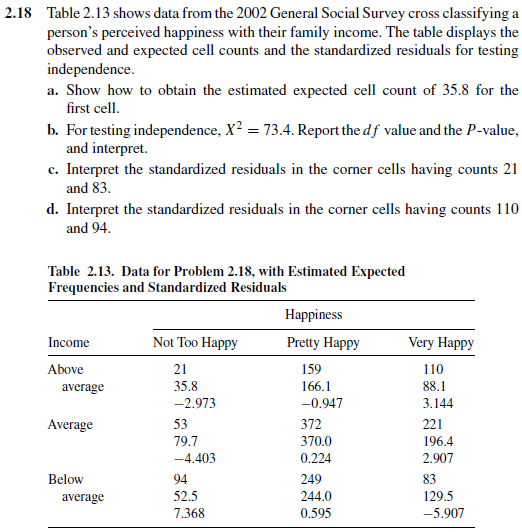 2.18 Table 2.13 shows data from the 2002 General Social Survey cross classifying a
person's perceived happiness with their family income. The table displays the
observed and expected cell counts and the standardized residuals for testing
independence.
a. Show how to obtain the estimated expected cell count of 35.8 for the
first cell.
b. For testing independence, X² = 73.4. Report the df value and the P-value,
and interpret.
c. Interpret the standardized residuals in the corner cells having counts 21
and 83.
d. Interpret the standardized residuals in the corner cells having counts 110
and 94.
Table 2.13. Data for Problem 2.18, with Estimated Expected
Frequencies and Standardized Residuals
Happiness
Income Not Too Happy Pretty Happy Very Happy
Above 21 159 110
average 35.8 166.1 88.1
−2.973 −0.947 3.144
Average 53 372 221
79.7 370.0 196.4
−4.403 0.224 2.907
Below 94 249 83
average 52.5 244.0 129.5
7.368 0.595 −5.907